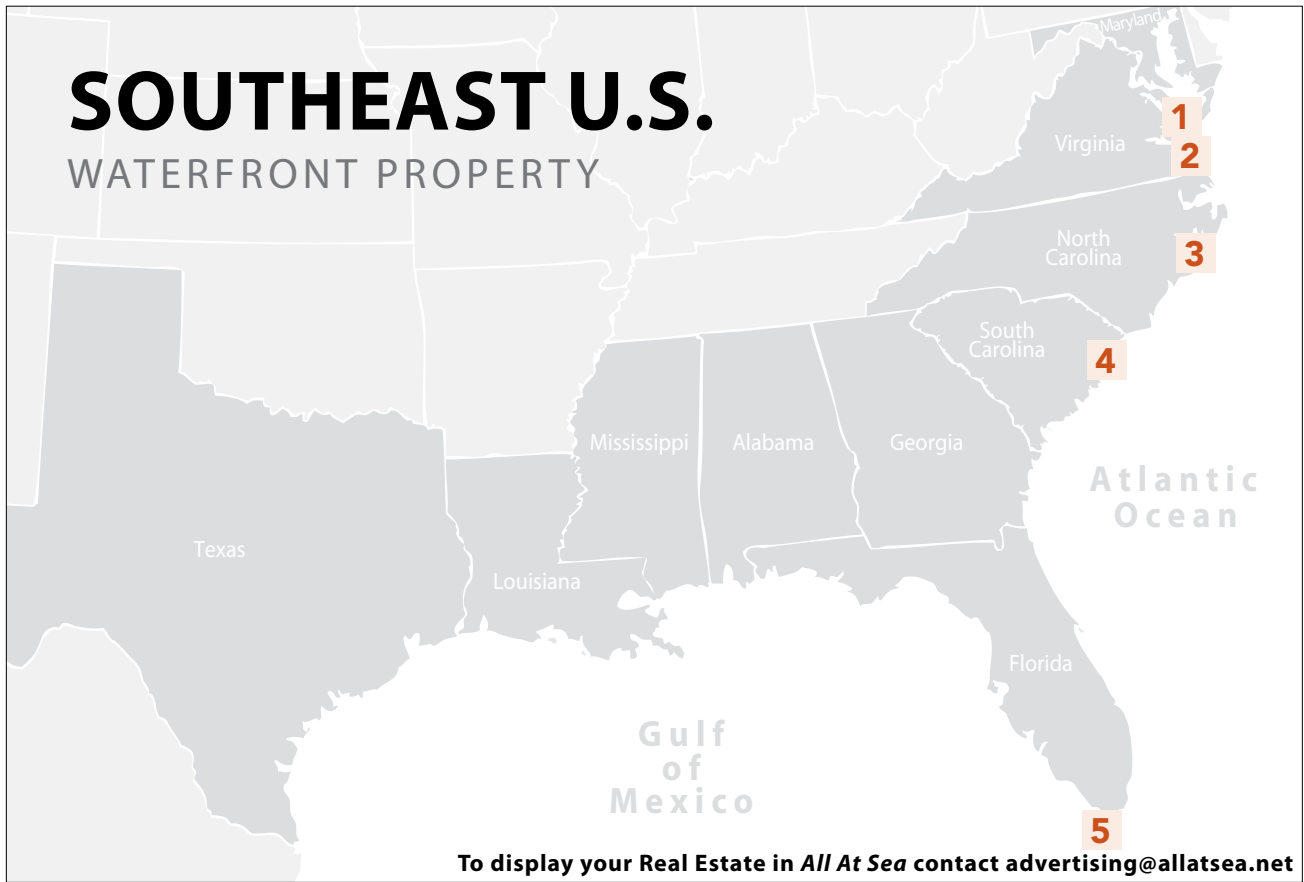 SOUTHEAST U.S.
WATERFRONT PROPERTY
Maryland
1
Virginia
2
North
Carolina
3
South
Carolina
4
Mississippi
Alabama
Georgia
Atlantic
Ocean
Texas
Louisiana
Florida
Gulf
of
Mexico
5
To display your Real Estate in All At Sea contact advertising@allatsea.net